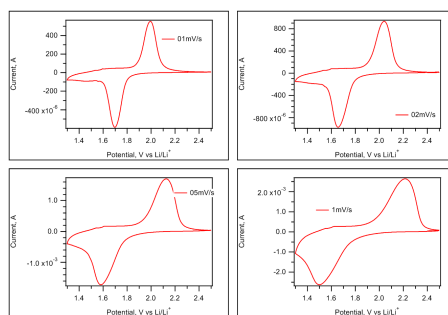 400
200
0
-200
-400 x10⁻⁶
Current, A
01mV/s
1.4 1.6 1.8 2.0 2.2 2.4
Potential, V vs Li/Li⁺
800
400
0
-400
-800x10⁻⁶
Current, A
02mV/s
1.4 1.6 1.8 2.0 2.2 2.4
Potential, V vs Li/Li⁺
1.0
0.0
-1.0 x10⁻³
Current, A
05mV/s
1.4 1.6 1.8 2.0 2.2 2.4
Potential, V vs Li/Li⁺
2.0 x10⁻³
1.0
0.0
-1.0
-2.0
Current, A
1mV/s
1.4 1.6 1.8 2.0 2.2 2.4
Potential, V vs Li/Li⁺